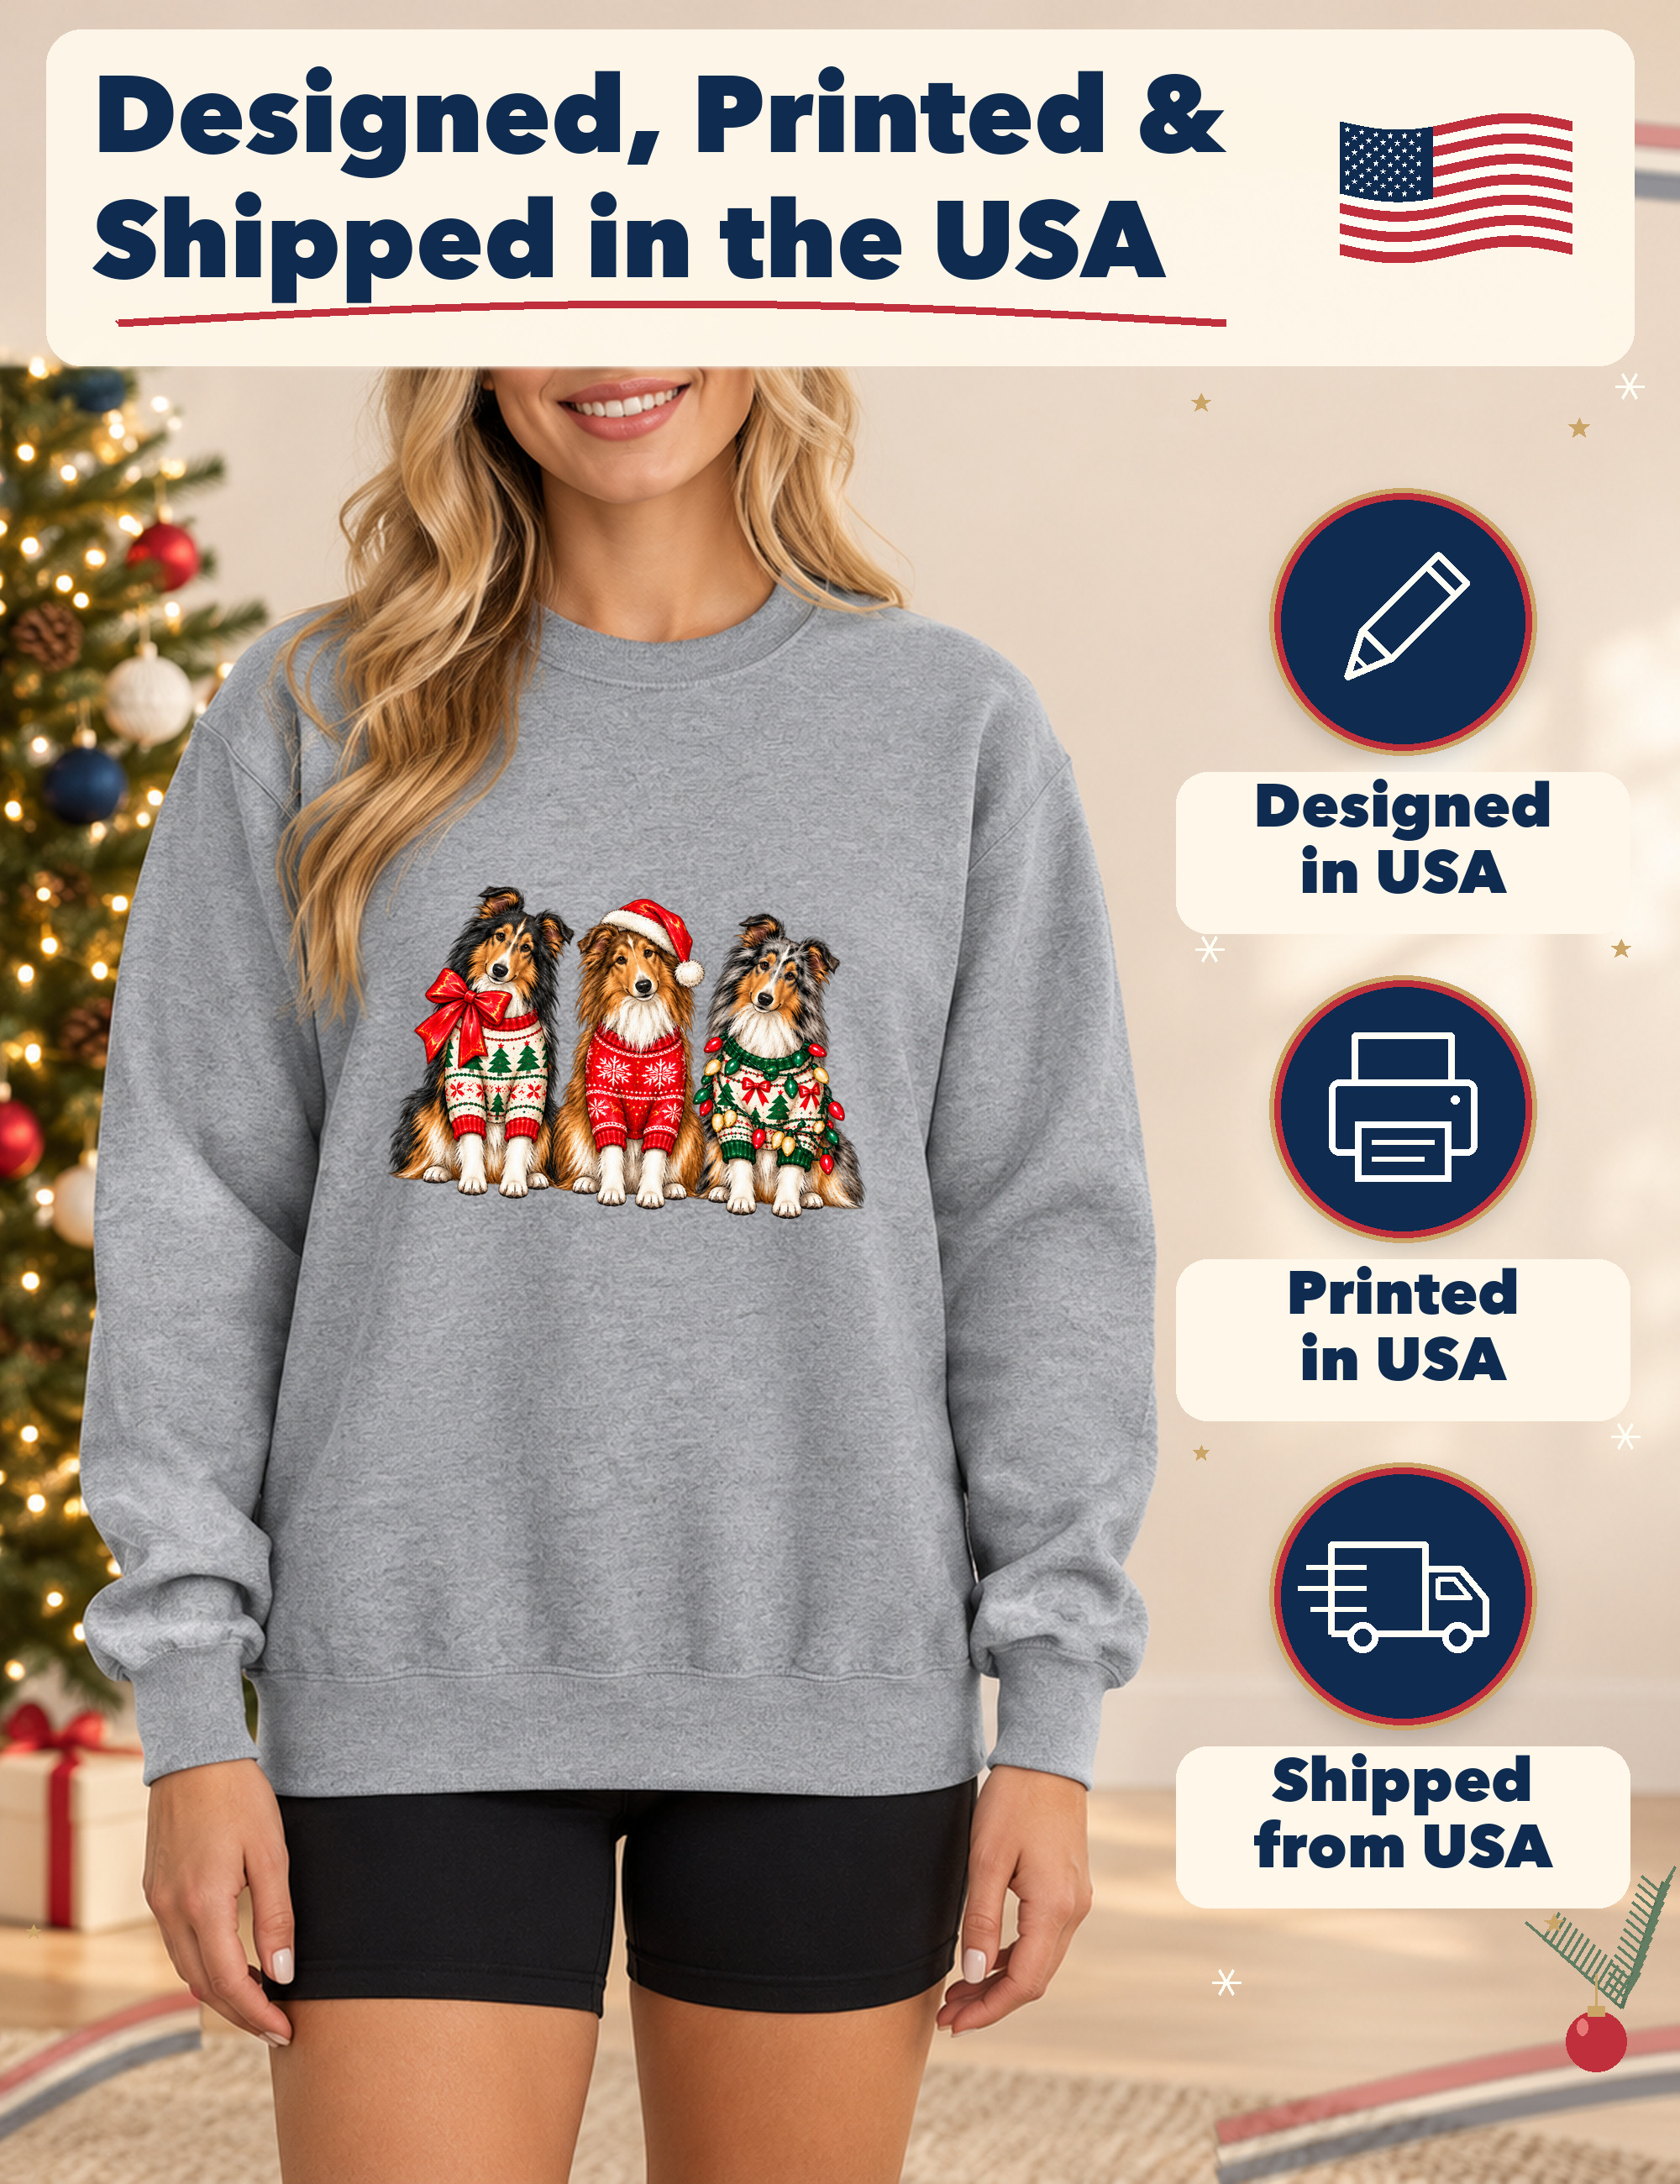 Designed, Printed &
Shipped in the USA
Designed
in USA
Printed
in USA
Shipped
from USA